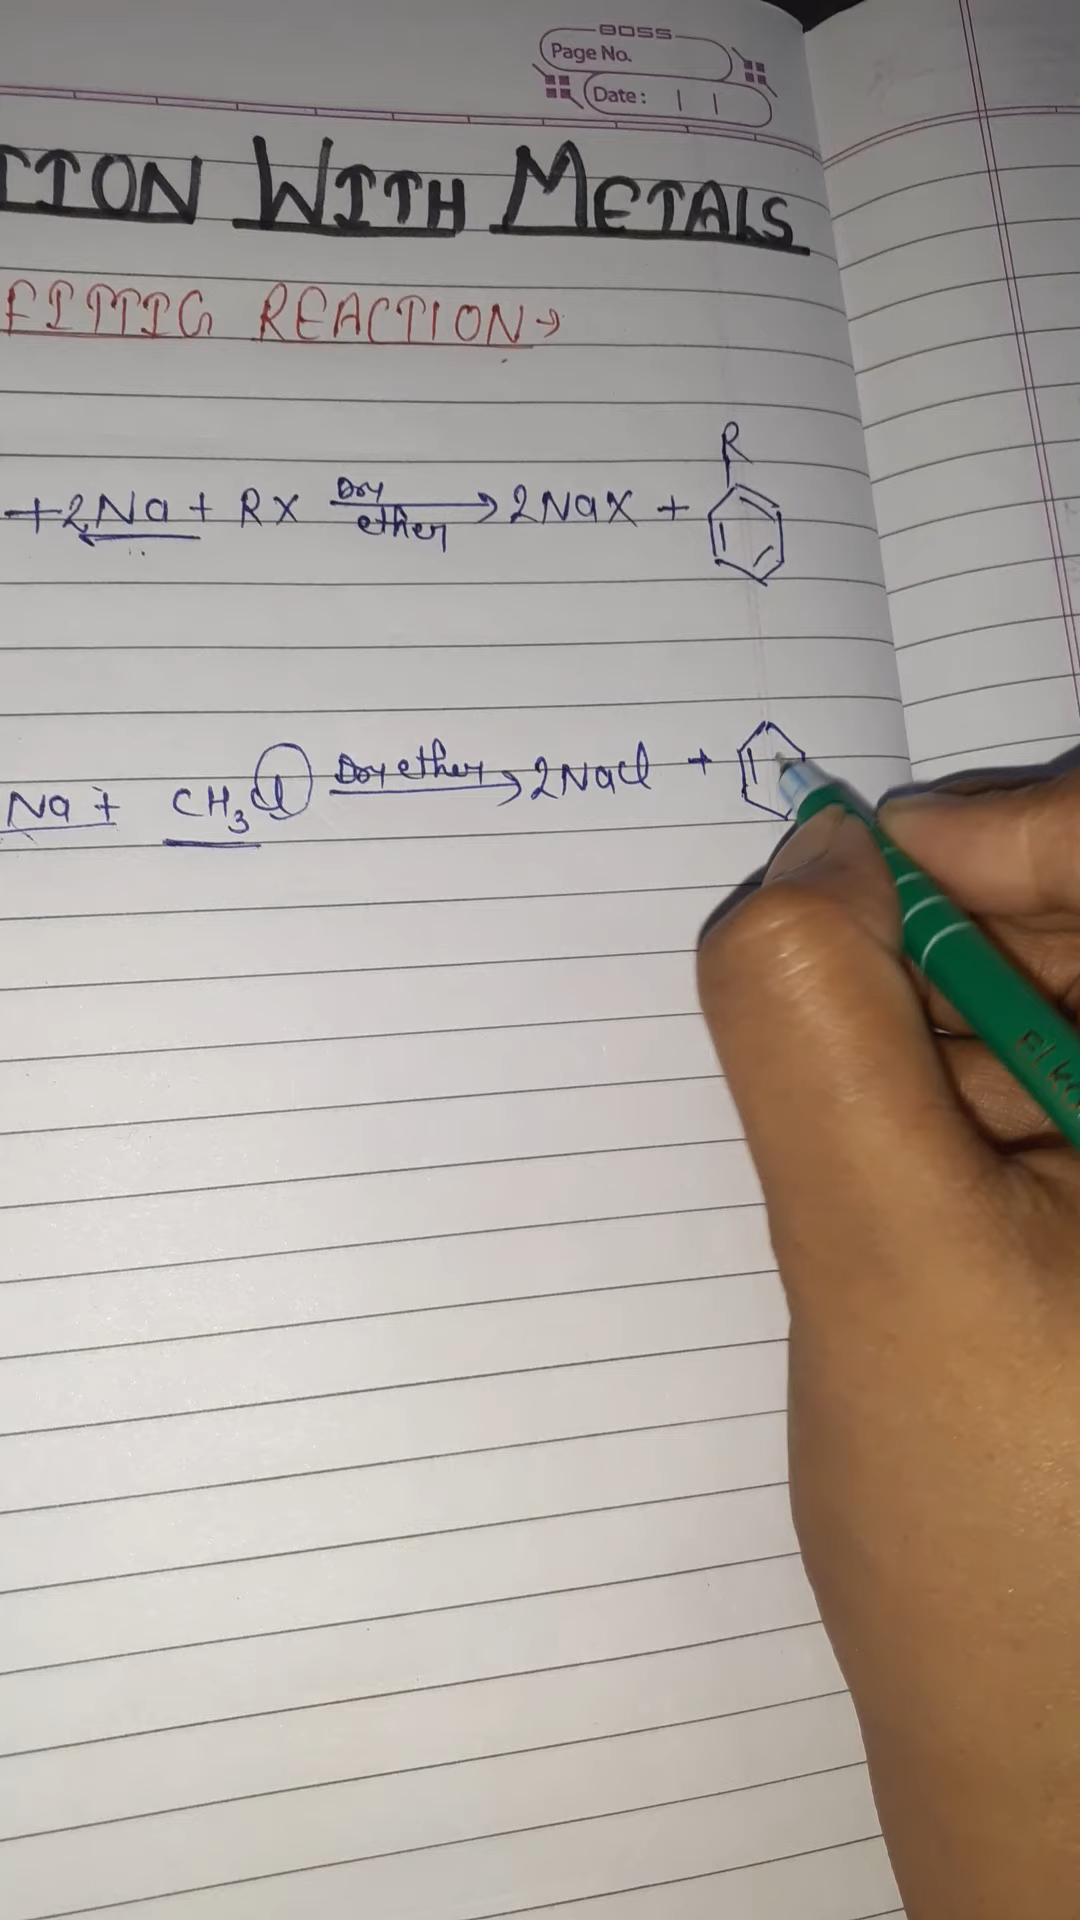 BOSS
Page No.
Date:
TION WITH METALS
FITTIG REACTION→
+2Na + RX Dry ether → 2NaX + R
Na + CH3Cl Dry ether → 2NaCl +